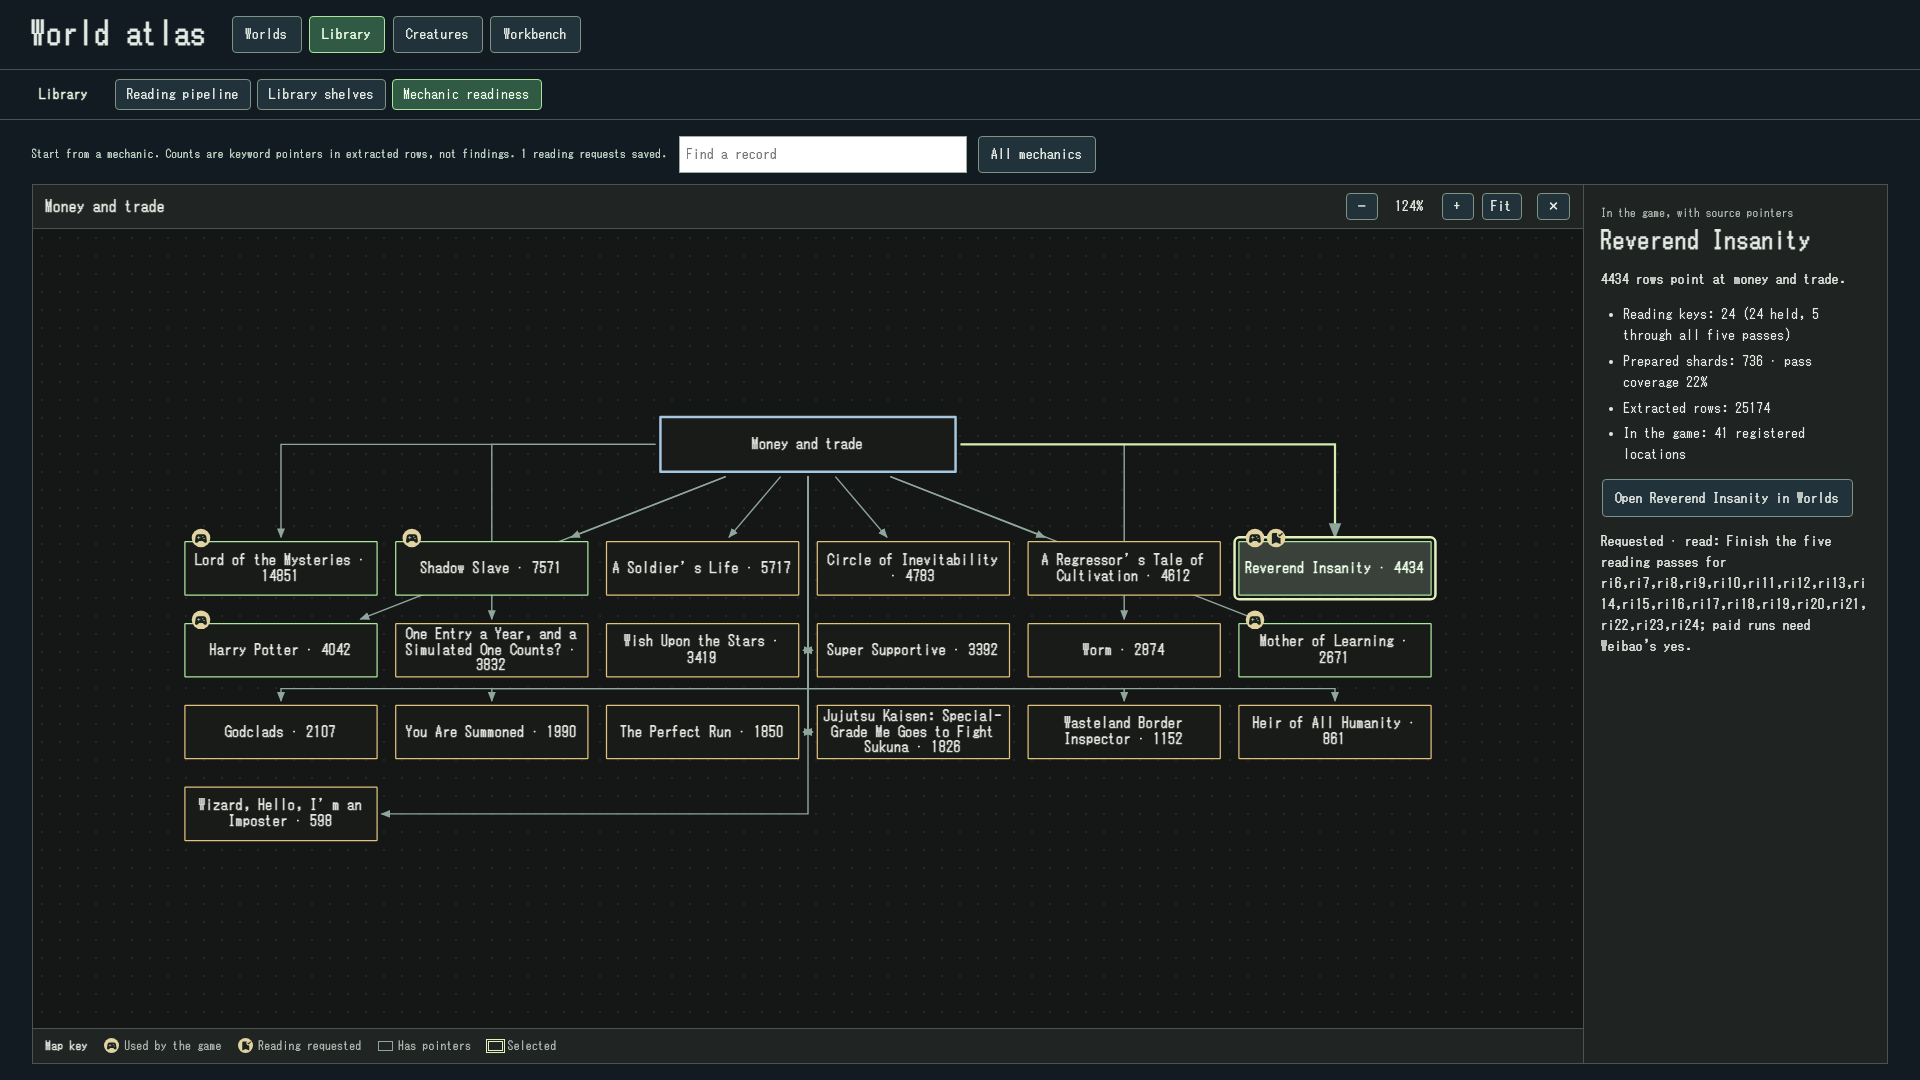 World atlas
Worlds
Library
Creatures
Workbench
Library
Reading pipeline
Library shelves
Mechanic readiness
Start from a mechanic. Counts are keyword pointers in extracted rows, not findings. 1 reading requests saved.
Find a record
All mechanics
Money and trade
−
124%
+
Fit
×
Money and trade
Lord of the Mysteries ·
14851
Shadow Slave · 7571
A Soldier's Life · 5717
Circle of Inevitability
· 4783
A Regressor's Tale of
Cultivation · 4612
Reverend Insanity · 4434
Harry Potter · 4042
One Entry a Year, and a
Simulated One Counts? ·
3832
Wish Upon the Stars ·
3419
Super Supportive · 3392
Worm · 2874
Mother of Learning ·
2671
Godclads · 2107
You Are Summoned · 1990
The Perfect Run · 1850
Jujutsu Kaisen: Special-
Grade Me Goes to Fight
Sukuna · 1826
Wasteland Border
Inspector · 1152
Heir of All Humanity ·
861
Wizard, Hello, I'm an
Imposter · 598
Map key
Used by the game
Reading requested
Has pointers
Selected
In the game, with source pointers
Reverend Insanity
4434 rows point at money and trade.
• Reading keys: 24 (24 held, 5
through all five passes)
• Prepared shards: 736 · pass
coverage 22%
• Extracted rows: 25174
• In the game: 41 registered
locations
Open Reverend Insanity in Worlds
Requested · read: Finish the five
reading passes for
ri6,ri7,ri8,ri9,ri10,ri11,ri12,ri13,ri
14,ri15,ri16,ri17,ri18,ri19,ri20,ri21,
ri22,ri23,ri24; paid runs need
Weibao's yes.